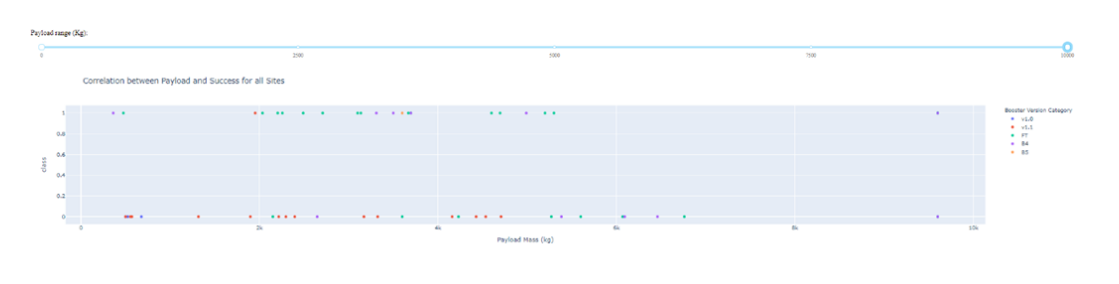 Payload range (Kg):
0 2500 5000 7500 10000
Correlation between Payload and Success for all Sites
Booster Version Category
v1.0
v1.1
FT
B4
B5
class
1
0.8
0.6
0.4
0.2
0
0 2k 4k 6k 8k 10k
Payload Mass (kg)